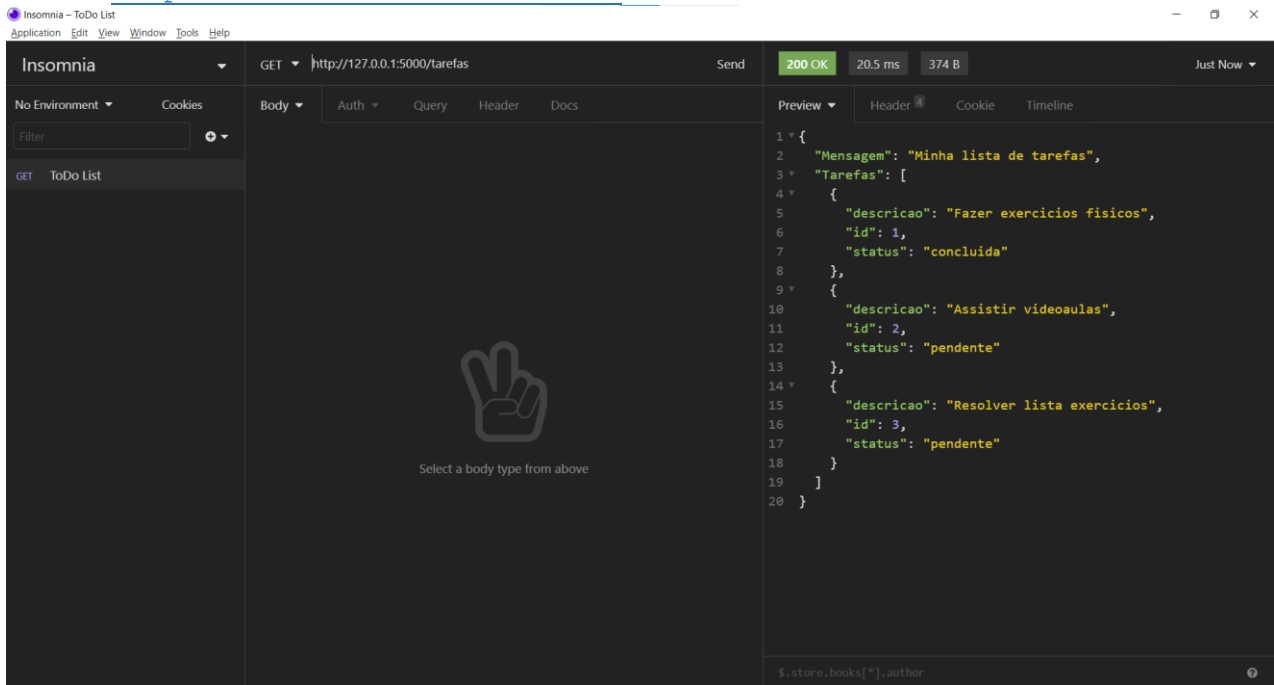 Insomnia – ToDo List
Application Edit View Window Tools Help
Insomnia
GET http://127.0.0.1:5000/tarefas Send
200 OK 20.5 ms 374 B Just Now
No Environment Cookies
Body Auth Query Header Docs
Preview Header 4 Cookie Timeline
Filter
GET ToDo List
Select a body type from above
1 {
2 "Mensagem": "Minha lista de tarefas",
3 "Tarefas": [
4 {
5 "descricao": "Fazer exercicios fisicos",
6 "id": 1,
7 "status": "concluida"
8 },
9 {
10 "descricao": "Assistir videoaulas",
11 "id": 2,
12 "status": "pendente"
13 },
14 {
15 "descricao": "Resolver lista exercicios",
16 "id": 3,
17 "status": "pendente"
18 }
19 ]
20 }
$.store.books[*].author